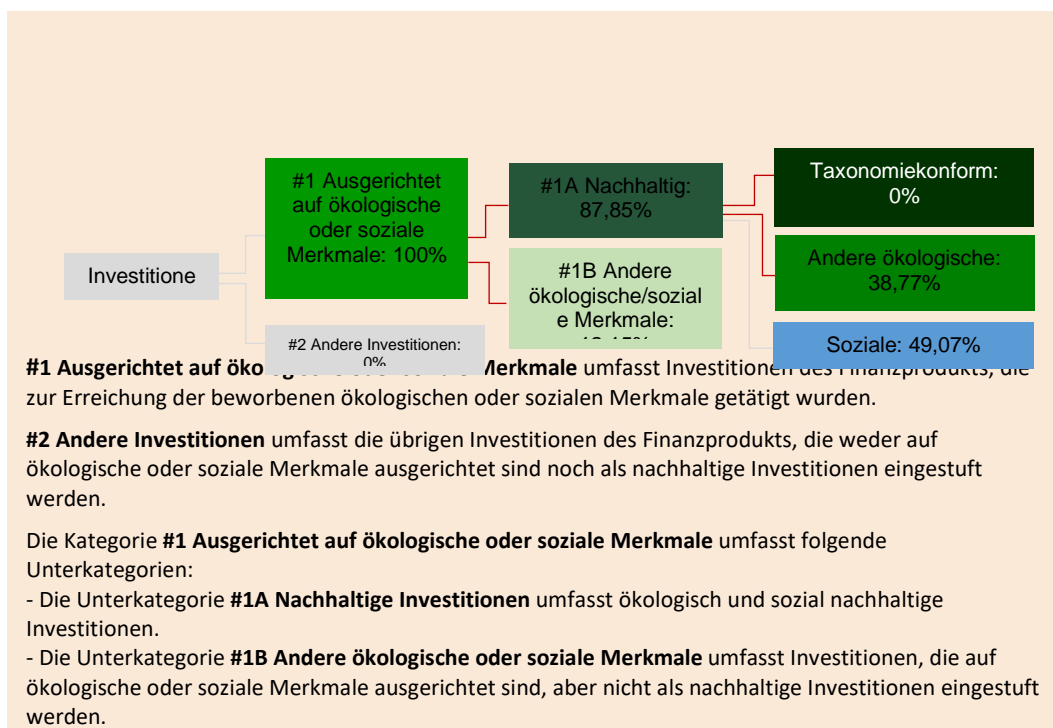 Investitione
#1 Ausgerichtet
auf ökologische
oder soziale
Merkmale: 100%
#2 Andere Investitionen:
0%
#1A Nachhaltig:
87,85%
#1B Andere
ökologische/sozial
e Merkmale:
Taxonomiekonform:
0%
Andere ökologische:
38,77%
Soziale: 49,07%
#1 Ausgerichtet auf Merkmale umfasst Investitionen des Finanzprodukts, die
zur Erreichung der beworbenen ökologischen oder sozialen Merkmale getätigt wurden.
#2 Andere Investitionen umfasst die übrigen Investitionen des Finanzprodukts, die weder auf
ökologische oder soziale Merkmale ausgerichtet sind noch als nachhaltige Investitionen eingestuft
werden.
Die Kategorie #1 Ausgerichtet auf ökologische oder soziale Merkmale umfasst folgende
Unterkategorien:
- Die Unterkategorie #1A Nachhaltige Investitionen umfasst ökologisch und sozial nachhaltige
Investitionen.
- Die Unterkategorie #1B Andere ökologische oder soziale Merkmale umfasst Investitionen, die auf
ökologische oder soziale Merkmale ausgerichtet sind, aber nicht als nachhaltige Investitionen eingestuft
werden.